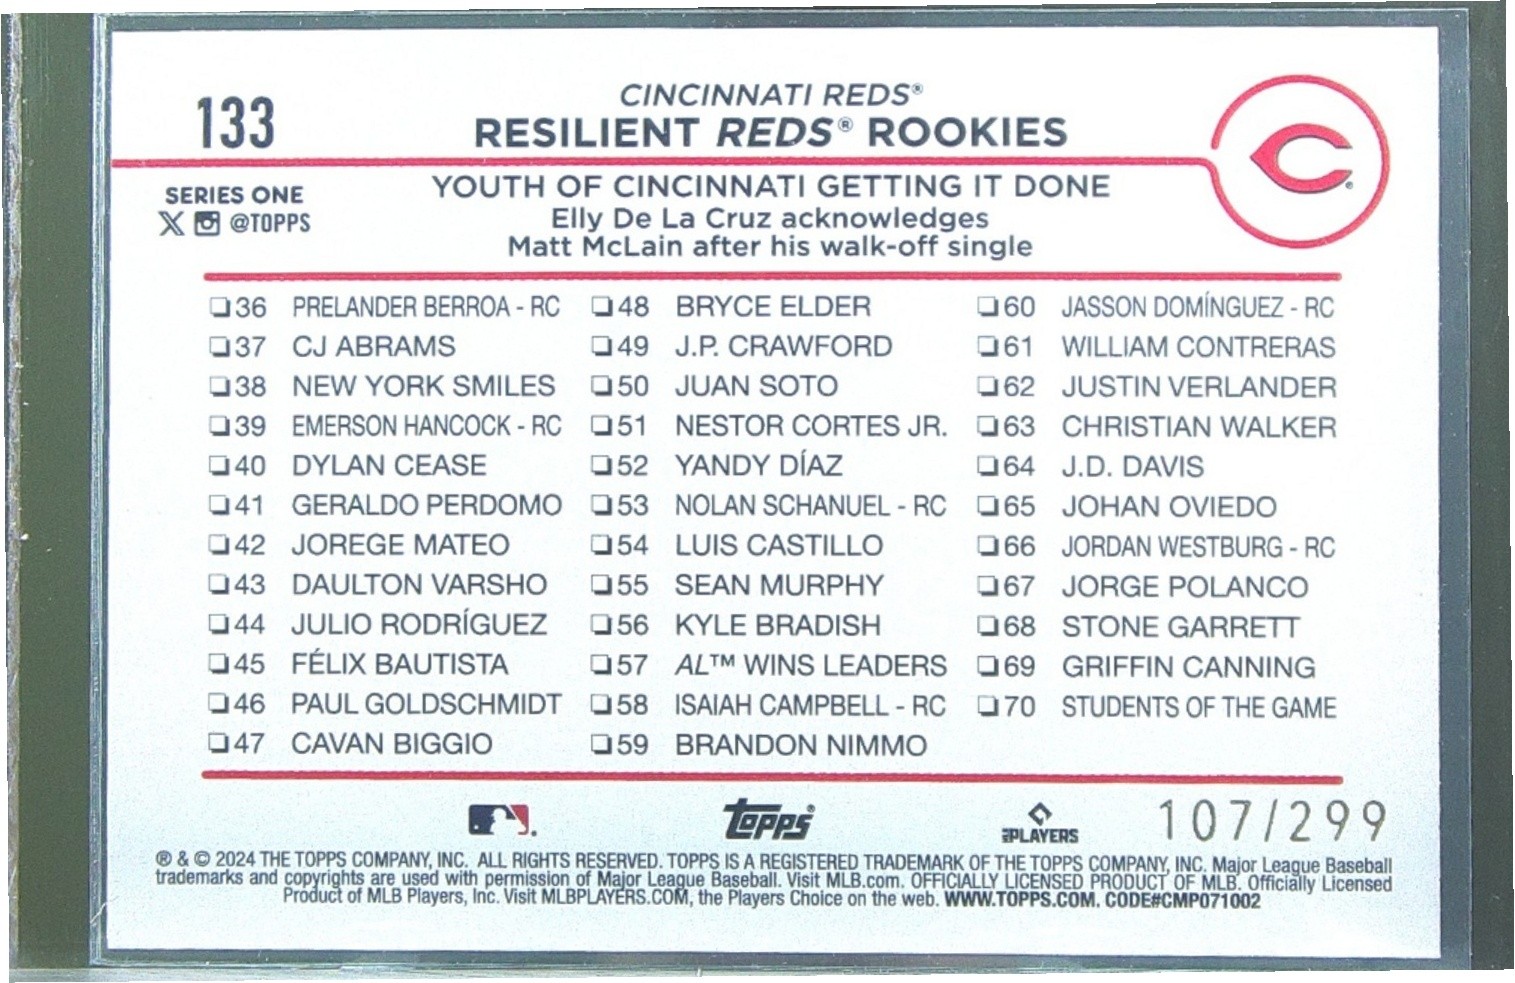 133
CINCINNATI REDS®
RESILIENT REDS® ROOKIES
SERIES ONE
@TOPPS
YOUTH OF CINCINNATI GETTING IT DONE
Elly De La Cruz acknowledges
Matt McLain after his walk-off single
C
36 PRELANDER BERROA - RC
37 CJ ABRAMS
38 NEW YORK SMILES
39 EMERSON HANCOCK - RC
40 DYLAN CEASE
41 GERALDO PERDOMO
42 JOREGE MATEO
43 DAULTON VARSHO
44 JULIO RODRÍGUEZ
45 FÉLIX BAUTISTA
46 PAUL GOLDSCHMIDT
47 CAVAN BIGGIO
48 BRYCE ELDER
49 J.P. CRAWFORD
50 JUAN SOTO
51 NESTOR CORTES JR.
52 YANDY DÍAZ
53 NOLAN SCHANUEL - RC
54 LUIS CASTILLO
55 SEAN MURPHY
56 KYLE BRADISH
57 AL™ WINS LEADERS
58 ISAIAH CAMPBELL - RC
59 BRANDON NIMMO
60 JASSON DOMÍNGUEZ - RC
61 WILLIAM CONTRERAS
62 JUSTIN VERLANDER
63 CHRISTIAN WALKER
64 J.D. DAVIS
65 JOHAN OVIEDO
66 JORDAN WESTBURG - RC
67 JORGE POLANCO
68 STONE GARRETT
69 GRIFFIN CANNING
70 STUDENTS OF THE GAME
topps®
MLBPLAYERS
107/299
® & © 2024 THE TOPPS COMPANY, INC. ALL RIGHTS RESERVED. TOPPS IS A REGISTERED TRADEMARK OF THE TOPPS COMPANY, INC. Major League Baseball
trademarks and copyrights are used with permission of Major League Baseball. Visit MLB.com. OFFICIALLY LICENSED PRODUCT OF MLB. Officially Licensed
Product of MLB Players, Inc. Visit MLBPLAYERS.COM, the Players Choice on the web. WWW.TOPPS.COM. CODE#CMP071002